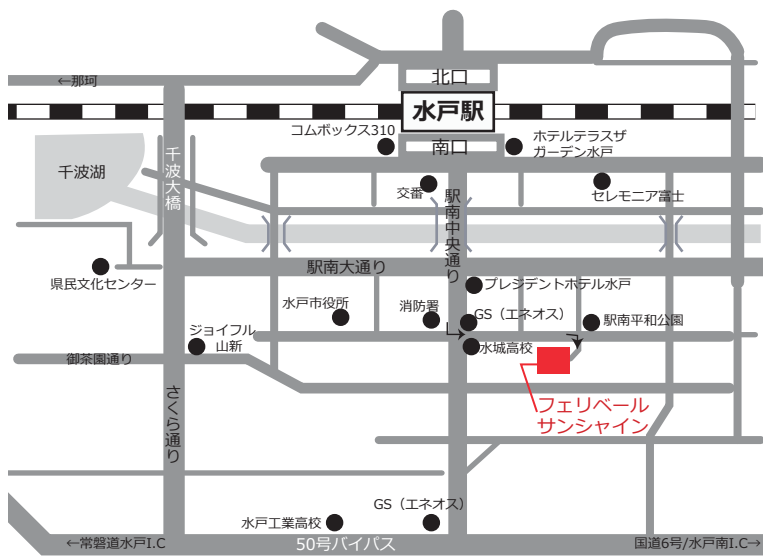 ←那珂
北口
水戸駅
南口
コムボックス310
ホテルテラスザ
ガーデン水戸
千波湖
千波大橋
交番
駅南中央通り
セレモニア富士
県民文化センター
駅南大通り
プレジデントホテル水戸
水戸市役所
消防署
GS（エネオス）
駅南平和公園
ジョイフル
山新
水城高校
御茶園通り
さくら通り
フェリベール
サンシャイン
水戸工業高校
GS（エネオス）
←常磐道水戸I.C
50号バイパス
国道6号/水戸南I.C→